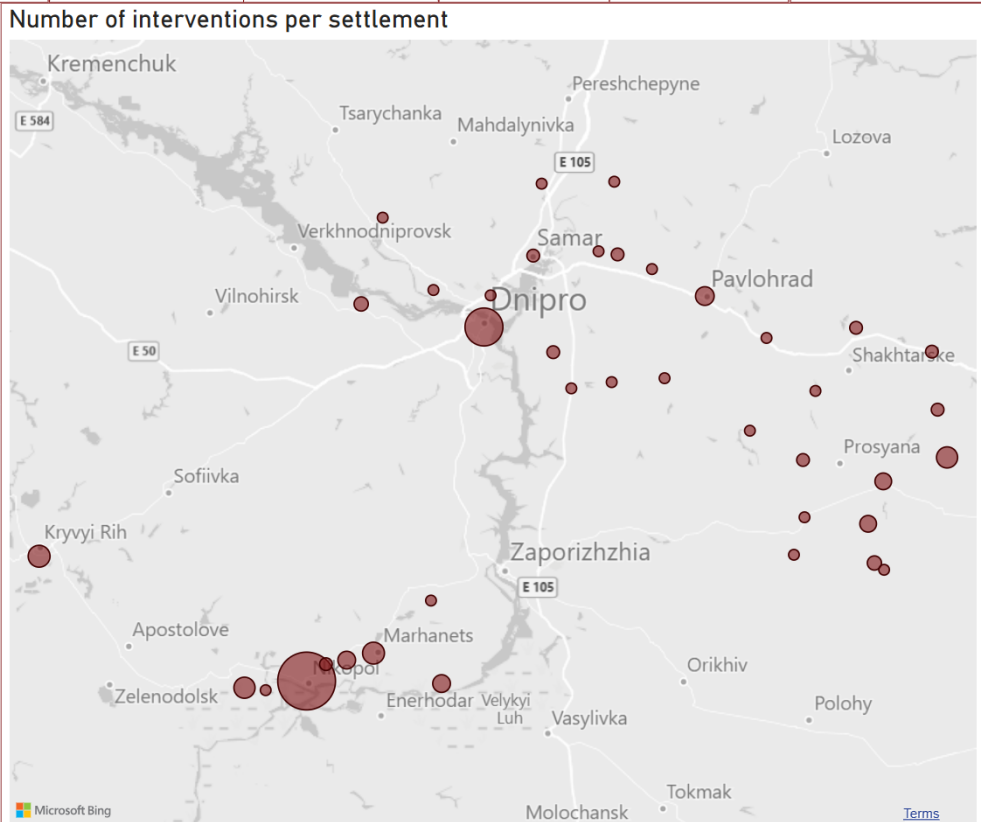 Number of interventions per settlement
Kremenchuk
Pereshchepyne
Tsarychanka
E 584
Mahdalynivka
Lozova
E 105
Verkhnodniprovsk
Samar
Pavlohrad
Vilnohirsk
Dnipro
E 50
Shakhtarske
Prosyana
Sofiivka
Kryvyi Rih
Zaporizhzhia
E 105
Apostolove
Marhanets
Nikopol
Orikhiv
Zelenodolsk
Enerhodar
Velykyi
Luh
Polohy
Vasylivka
Tokmak
Microsoft Bing
Molochansk
Terms